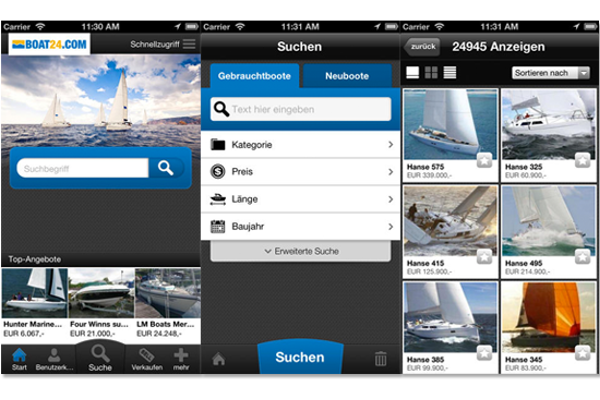 Carrier 11:30 AM
BOAT24.COM Schnellzugriff
Suchbegriff
Top-Angebote
Hunter Marine... Four Winns su... LM Boats Mer...
EUR 6.067,- EUR 21.000,- EUR 24.248,-
Start Benutzerk... Suche Verkaufen mehr
Carrier 11:31 AM
Suchen
Gebrauchtboote Neuboote
Text hier eingeben
Kategorie
Preis
Länge
Baujahr
Erweiterte Suche
Suchen
Carrier 11:31 AM
zurück 24945 Anzeigen
Sortieren nach
Hanse 575 Hanse 325
EUR 339.000,- EUR 60.900,-
Hanse 415 Hanse 495
EUR 125.900,- EUR 214.900,-
Hanse 385 Hanse 345
EUR 99.900,- EUR 83.900,-